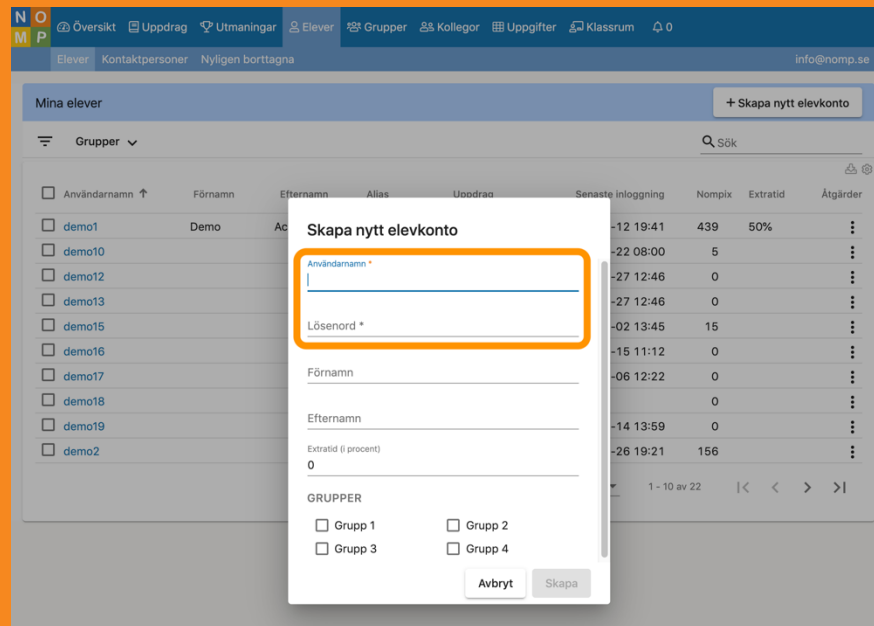 NO
MP
Översikt Uppdrag Utmaningar Elever Grupper Kollegor Uppgifter Klassrum 0
Elever Kontaktpersoner Nyligen borttagna info@nomp.se
Mina elever + Skapa nytt elevkonto
Grupper Sök
Användarnamn ↑ Förnamn Efternamn Alias Uppdrag Senaste inloggning Nompix Extratid Åtgärder
demo1 Demo Ac -12 19:41 439 50%
demo10 -22 08:00 5
demo12 -27 12:46 0
demo13 -27 12:46 0
demo15 -02 13:45 15
demo16 -15 11:12 0
demo17 -06 12:22 0
demo18 0
demo19 -14 13:59 0
demo2 -26 19:21 156
1 - 10 av 22
Skapa nytt elevkonto
Användarnamn *
Lösenord *
Förnamn
Efternamn
Extratid (i procent)
0
GRUPPER
Grupp 1 Grupp 2
Grupp 3 Grupp 4
Avbryt Skapa